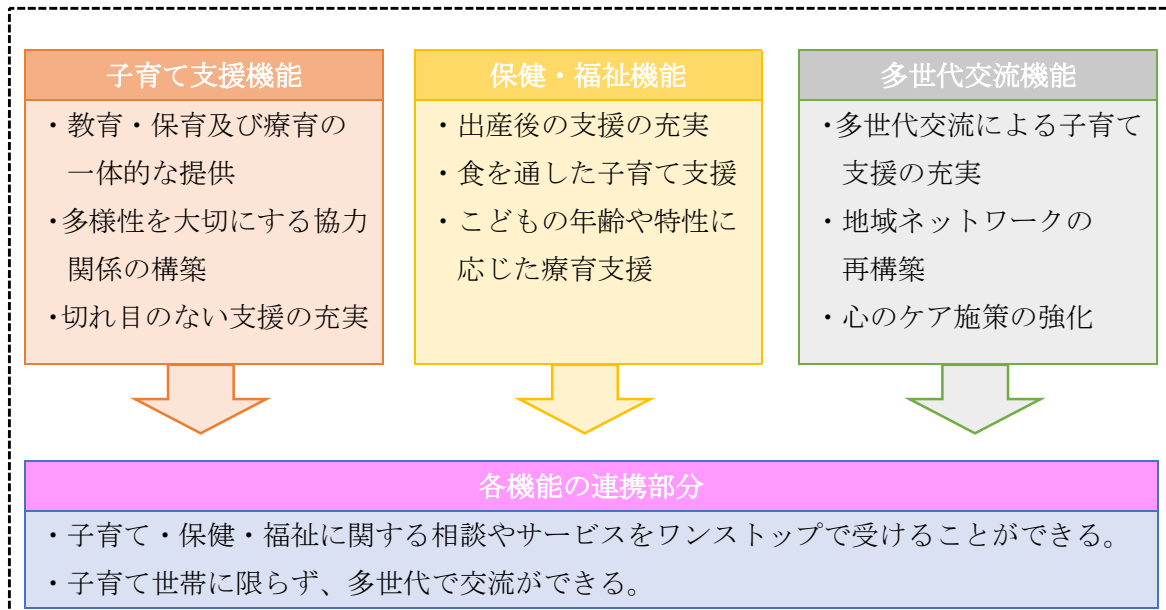 子育て支援機能
・教育・保育及び療育の
一体的な提供
・多様性を大切にする協力
関係の構築
・切れ目のない支援の充実
保健・福祉機能
・出産後の支援の充実
・食を通した子育て支援
・こどもの年齢や特性に
応じた療育支援
多世代交流機能
・多世代交流による子育て
支援の充実
・地域ネットワークの
再構築
・心のケア施策の強化
各機能の連携部分
・子育て・保健・福祉に関する相談やサービスをワンストップで受けることができる。
・子育て世帯に限らず、多世代で交流ができる。